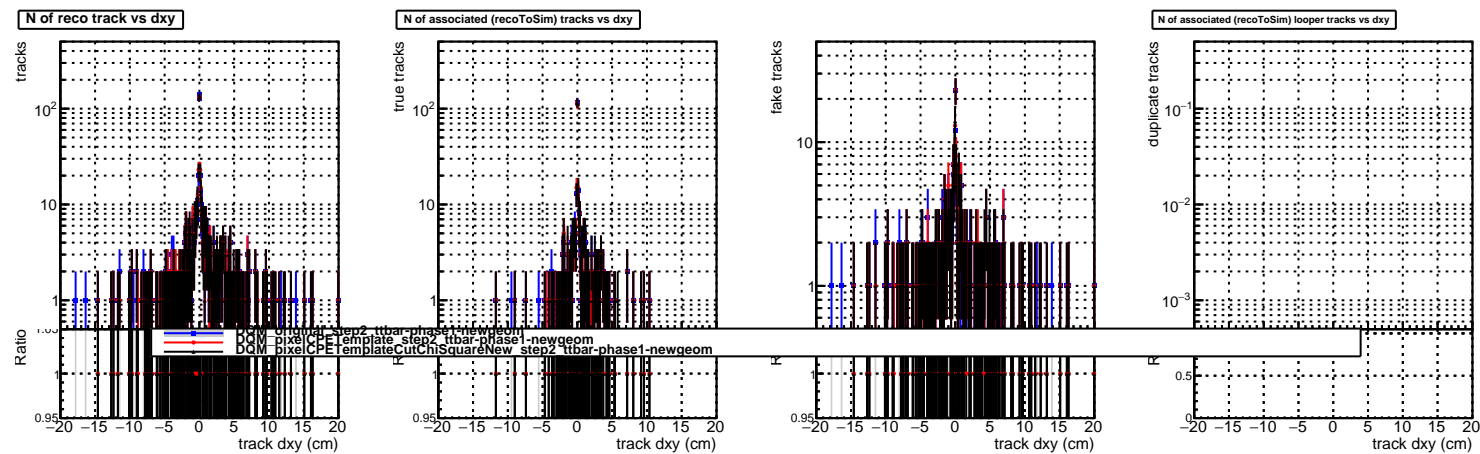 N of reco track vs dxy
tracks
10²
10
1
1.05
Ratio
1
0.95
−20 −15 −10 −5 0 5 10 15 20
track dxy (cm)
N of associated (recoToSim) tracks vs dxy
true tracks
10²
10
1
1
0.95
−20 −15 −10 −5 0 5 10 15 20
track dxy (cm)
fake tracks
10
1
1
0.95
−20 −15 −10 −5 0 5 10 15 20
track dxy (cm)
N of associated (recoToSim) looper tracks vs dxy
duplicate tracks
10⁻¹
10⁻²
10⁻³
0.5
0
−20 −15 −10 −5 0 5 10 15 20
track dxy (cm)
DQM_original_step2_ttbar-phase1-newgeom
DQM_pixelCPETemplate_step2_ttbar-phase1-newgeom
DQM_pixelCPETemplateCutChiSquareNew_step2_ttbar-phase1-newgeom